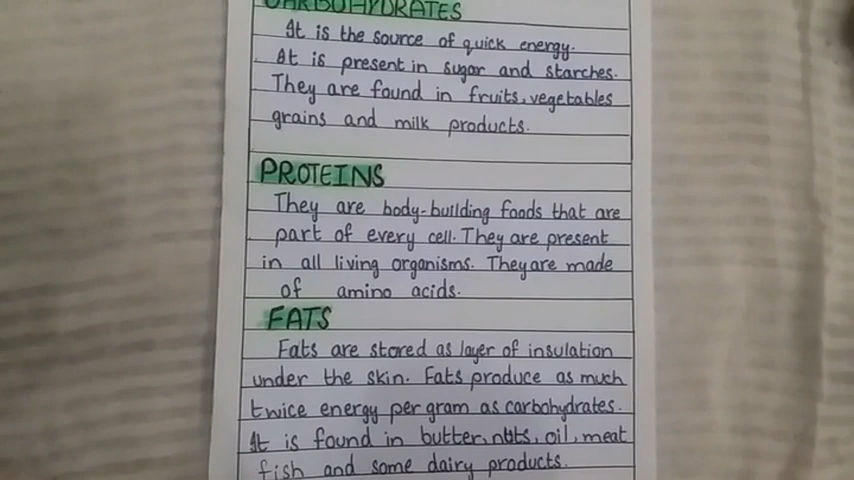 CARBOHYDRATES
It is the source of quick energy.
It is present in sugar and starches.
They are found in fruits, vegetables
grains and milk products.
PROTEINS
They are body-building foods that are
part of every cell. They are present
in all living organisms. They are made
of amino acids.
FATS
Fats are stored as layer of insulation
under the skin. Fats produce as much
twice energy per gram as carbohydrates.
It is found in butter, nuts, oil, meat
fish and some dairy products.